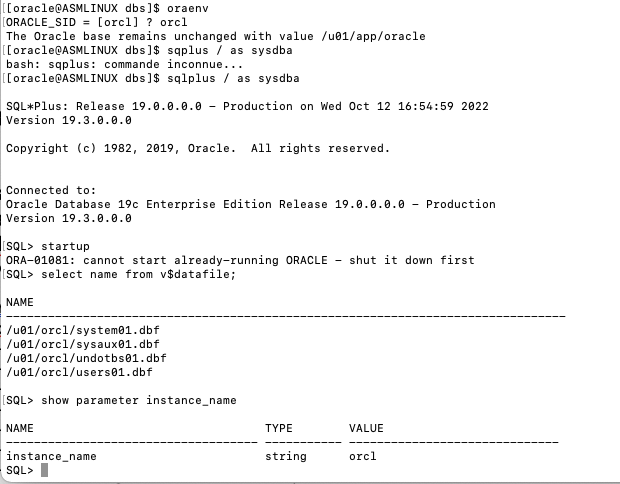 [[oracle@ASMLINUX dbs]$ oraenv
[ORACLE_SID = [orcl] ? orcl
The Oracle base remains unchanged with value /u01/app/oracle
[[oracle@ASMLINUX dbs]$ sqplus / as sysdba
bash: sqplus: commande inconnue...
[[oracle@ASMLINUX dbs]$ sqlplus / as sysdba
SQL*Plus: Release 19.0.0.0.0 - Production on Wed Oct 12 16:54:59 2022
Version 19.3.0.0.0
Copyright (c) 1982, 2019, Oracle.  All rights reserved.
Connected to:
Oracle Database 19c Enterprise Edition Release 19.0.0.0.0 - Production
Version 19.3.0.0.0
[SQL> startup
ORA-01081: cannot start already-running ORACLE - shut it down first
[SQL> select name from v$datafile;
NAME
--------------------------------------------------------------------------------
/u01/orcl/system01.dbf
/u01/orcl/sysaux01.dbf
/u01/orcl/undotbs01.dbf
/u01/orcl/users01.dbf
[SQL> show parameter instance_name
NAME                                 TYPE        VALUE
------------------------------------ ----------- ------------------------------
instance_name                        string      orcl
SQL>